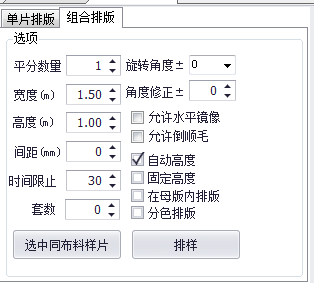 单片排版 组合排版
选项
平分数量 1 旋转角度± 0
宽度(m) 1.50 角度修正± 0
高度(m) 1.00 允许水平镜像
允许倒顺毛
间距(mm) 0 自动高度
固定高度
时间限止 30 在母版内排版
套数 0 分色排版
选中同布料样片 排样